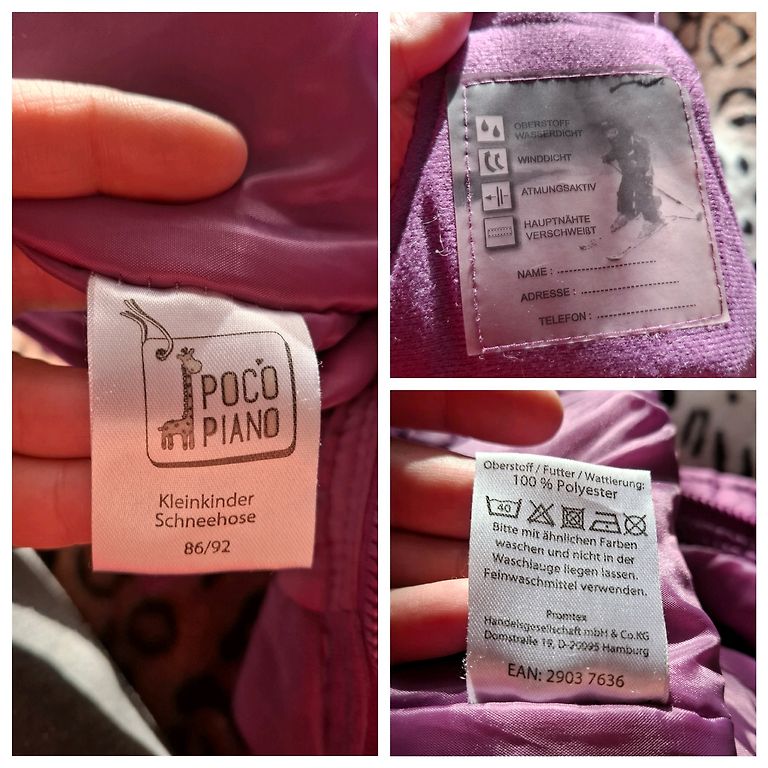 POCO
PIANO
Kleinkinder
Schneehose
86/92
OBERSTOFF
WASSERDICHT
WINDDICHT
ATMUNGSAKTIV
HAUPTNÄHTE
VERSCHWEIẞT
NAME :
ADRESSE :
TELEFON :
Oberstoff / Futter / Wattierung:
100 % Polyester
40
Bitte mit ähnlichen Farben
waschen und nicht in der
Waschlauge liegen lassen.
Feinwaschmittel verwenden.
Promtex
Handelsgesellschaft mbH & Co.KG
Domstraße 19, D-20095 Hamburg
EAN: 2903 7636